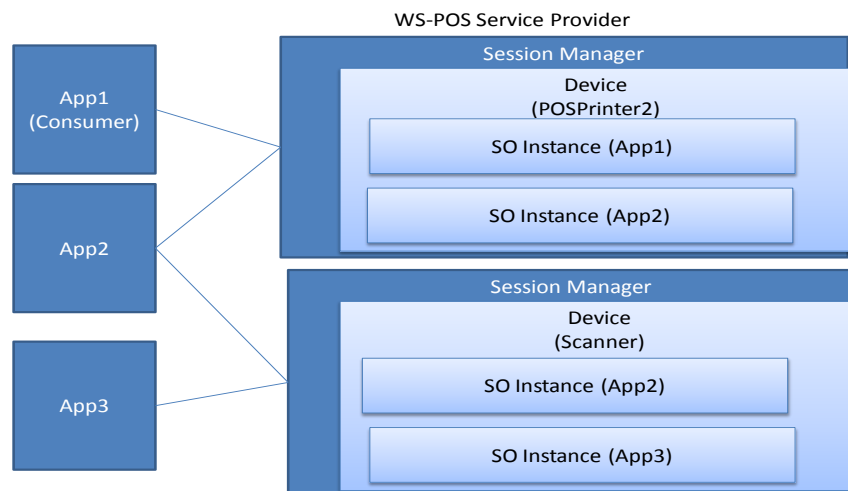 WS-POS Service Provider
App1
(Consumer)
App2
App3
Session Manager
Device
(POSPrinter2)
SO Instance (App1)
SO Instance (App2)
Session Manager
Device
(Scanner)
SO Instance (App2)
SO Instance (App3)